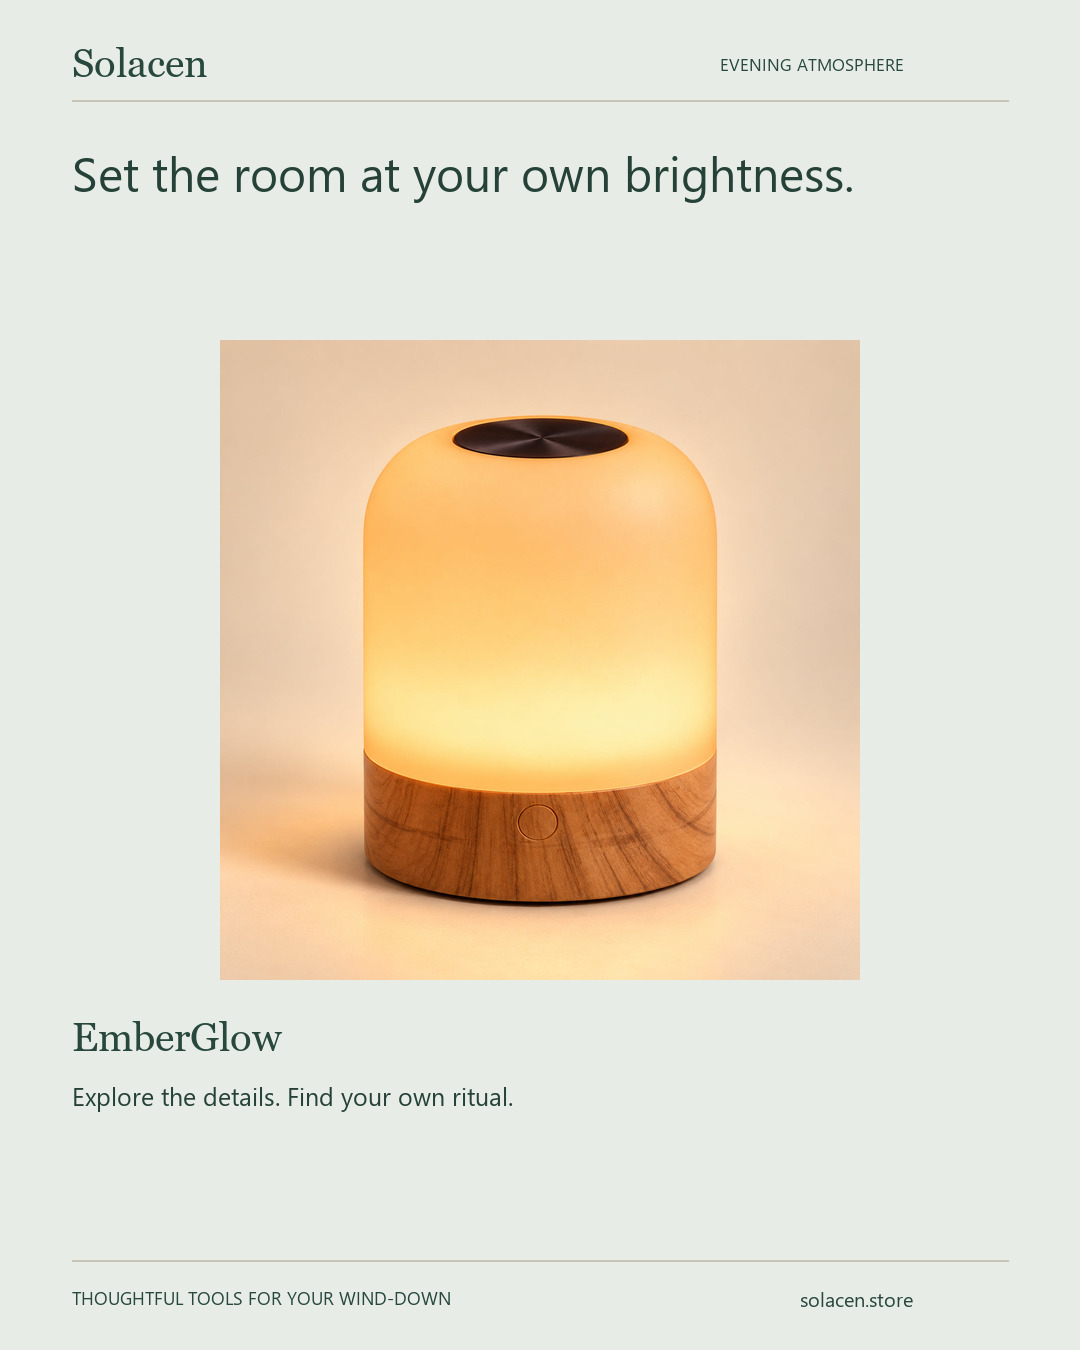 Solacen
EVENING ATMOSPHERE
Set the room at your own brightness.
EmberGlow
Explore the details. Find your own ritual.
THOUGHTFUL TOOLS FOR YOUR WIND-DOWN
solacen.store